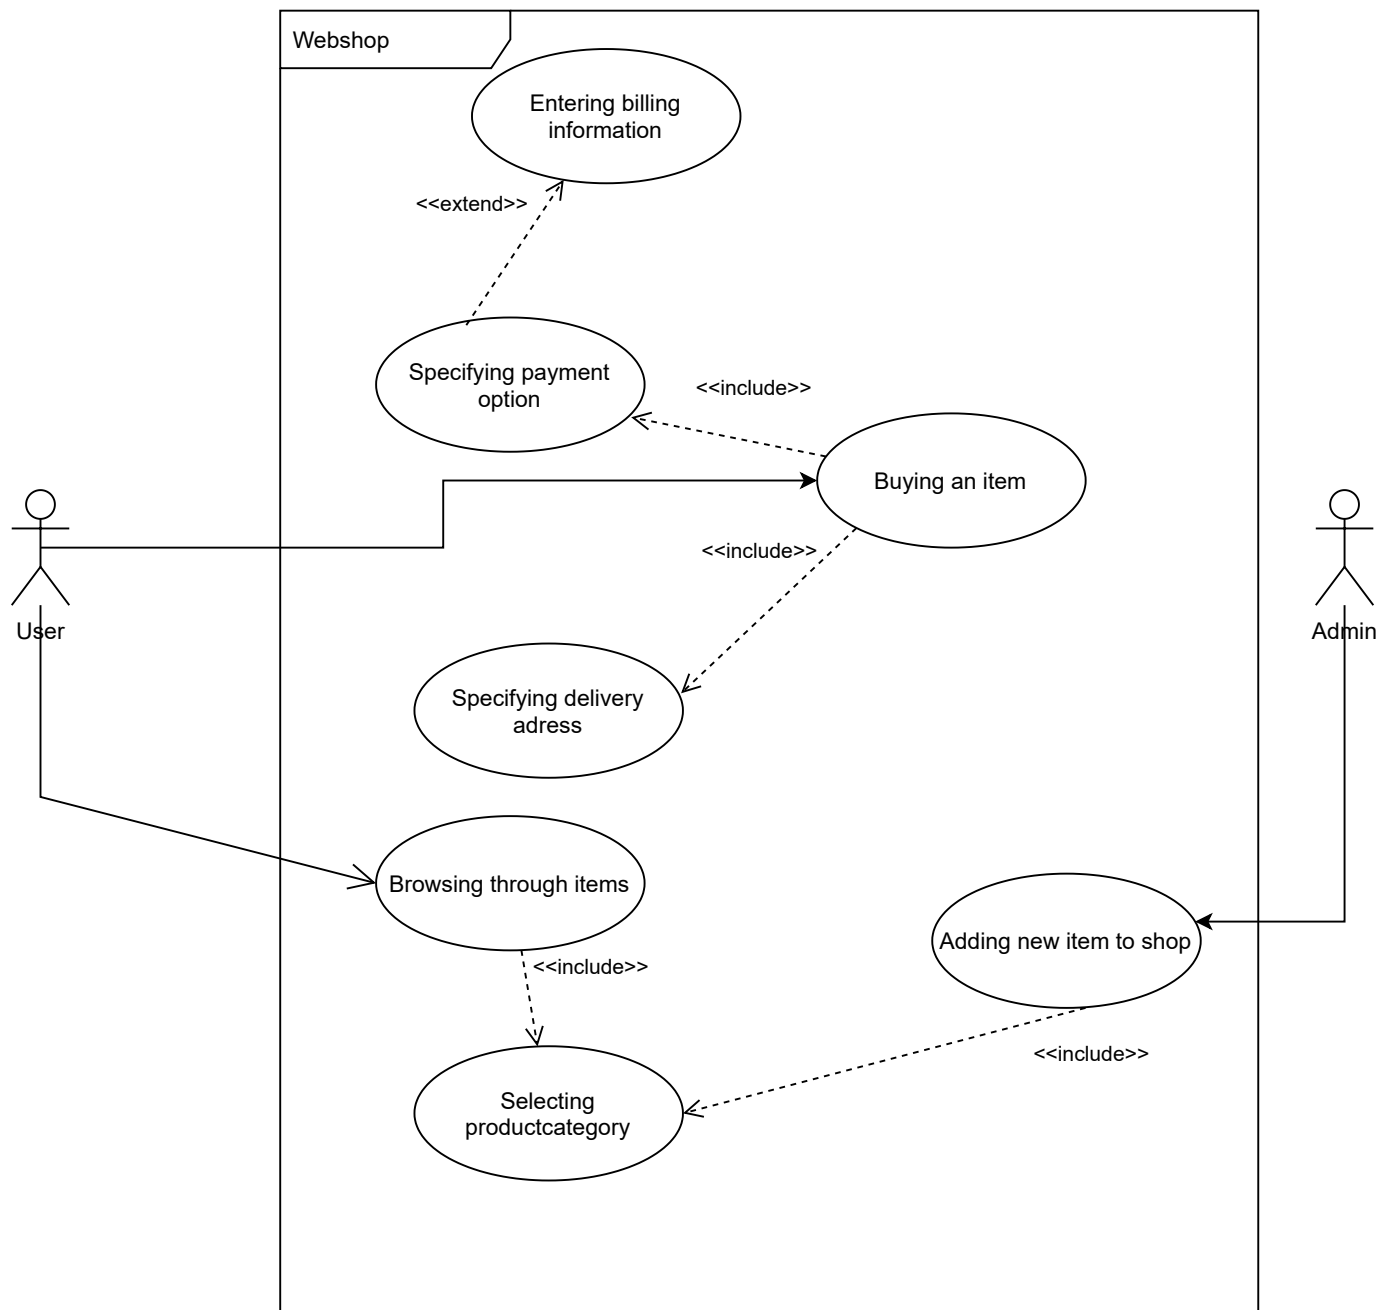 Webshop
Entering billing
information
<<extend>>
Specifying payment
option
<<include>>
Buying an item
<<include>>
User
Admin
Specifying delivery
adress
Browsing through items
Adding new item to shop
<<include>>
<<include>>
Selecting
productcategory